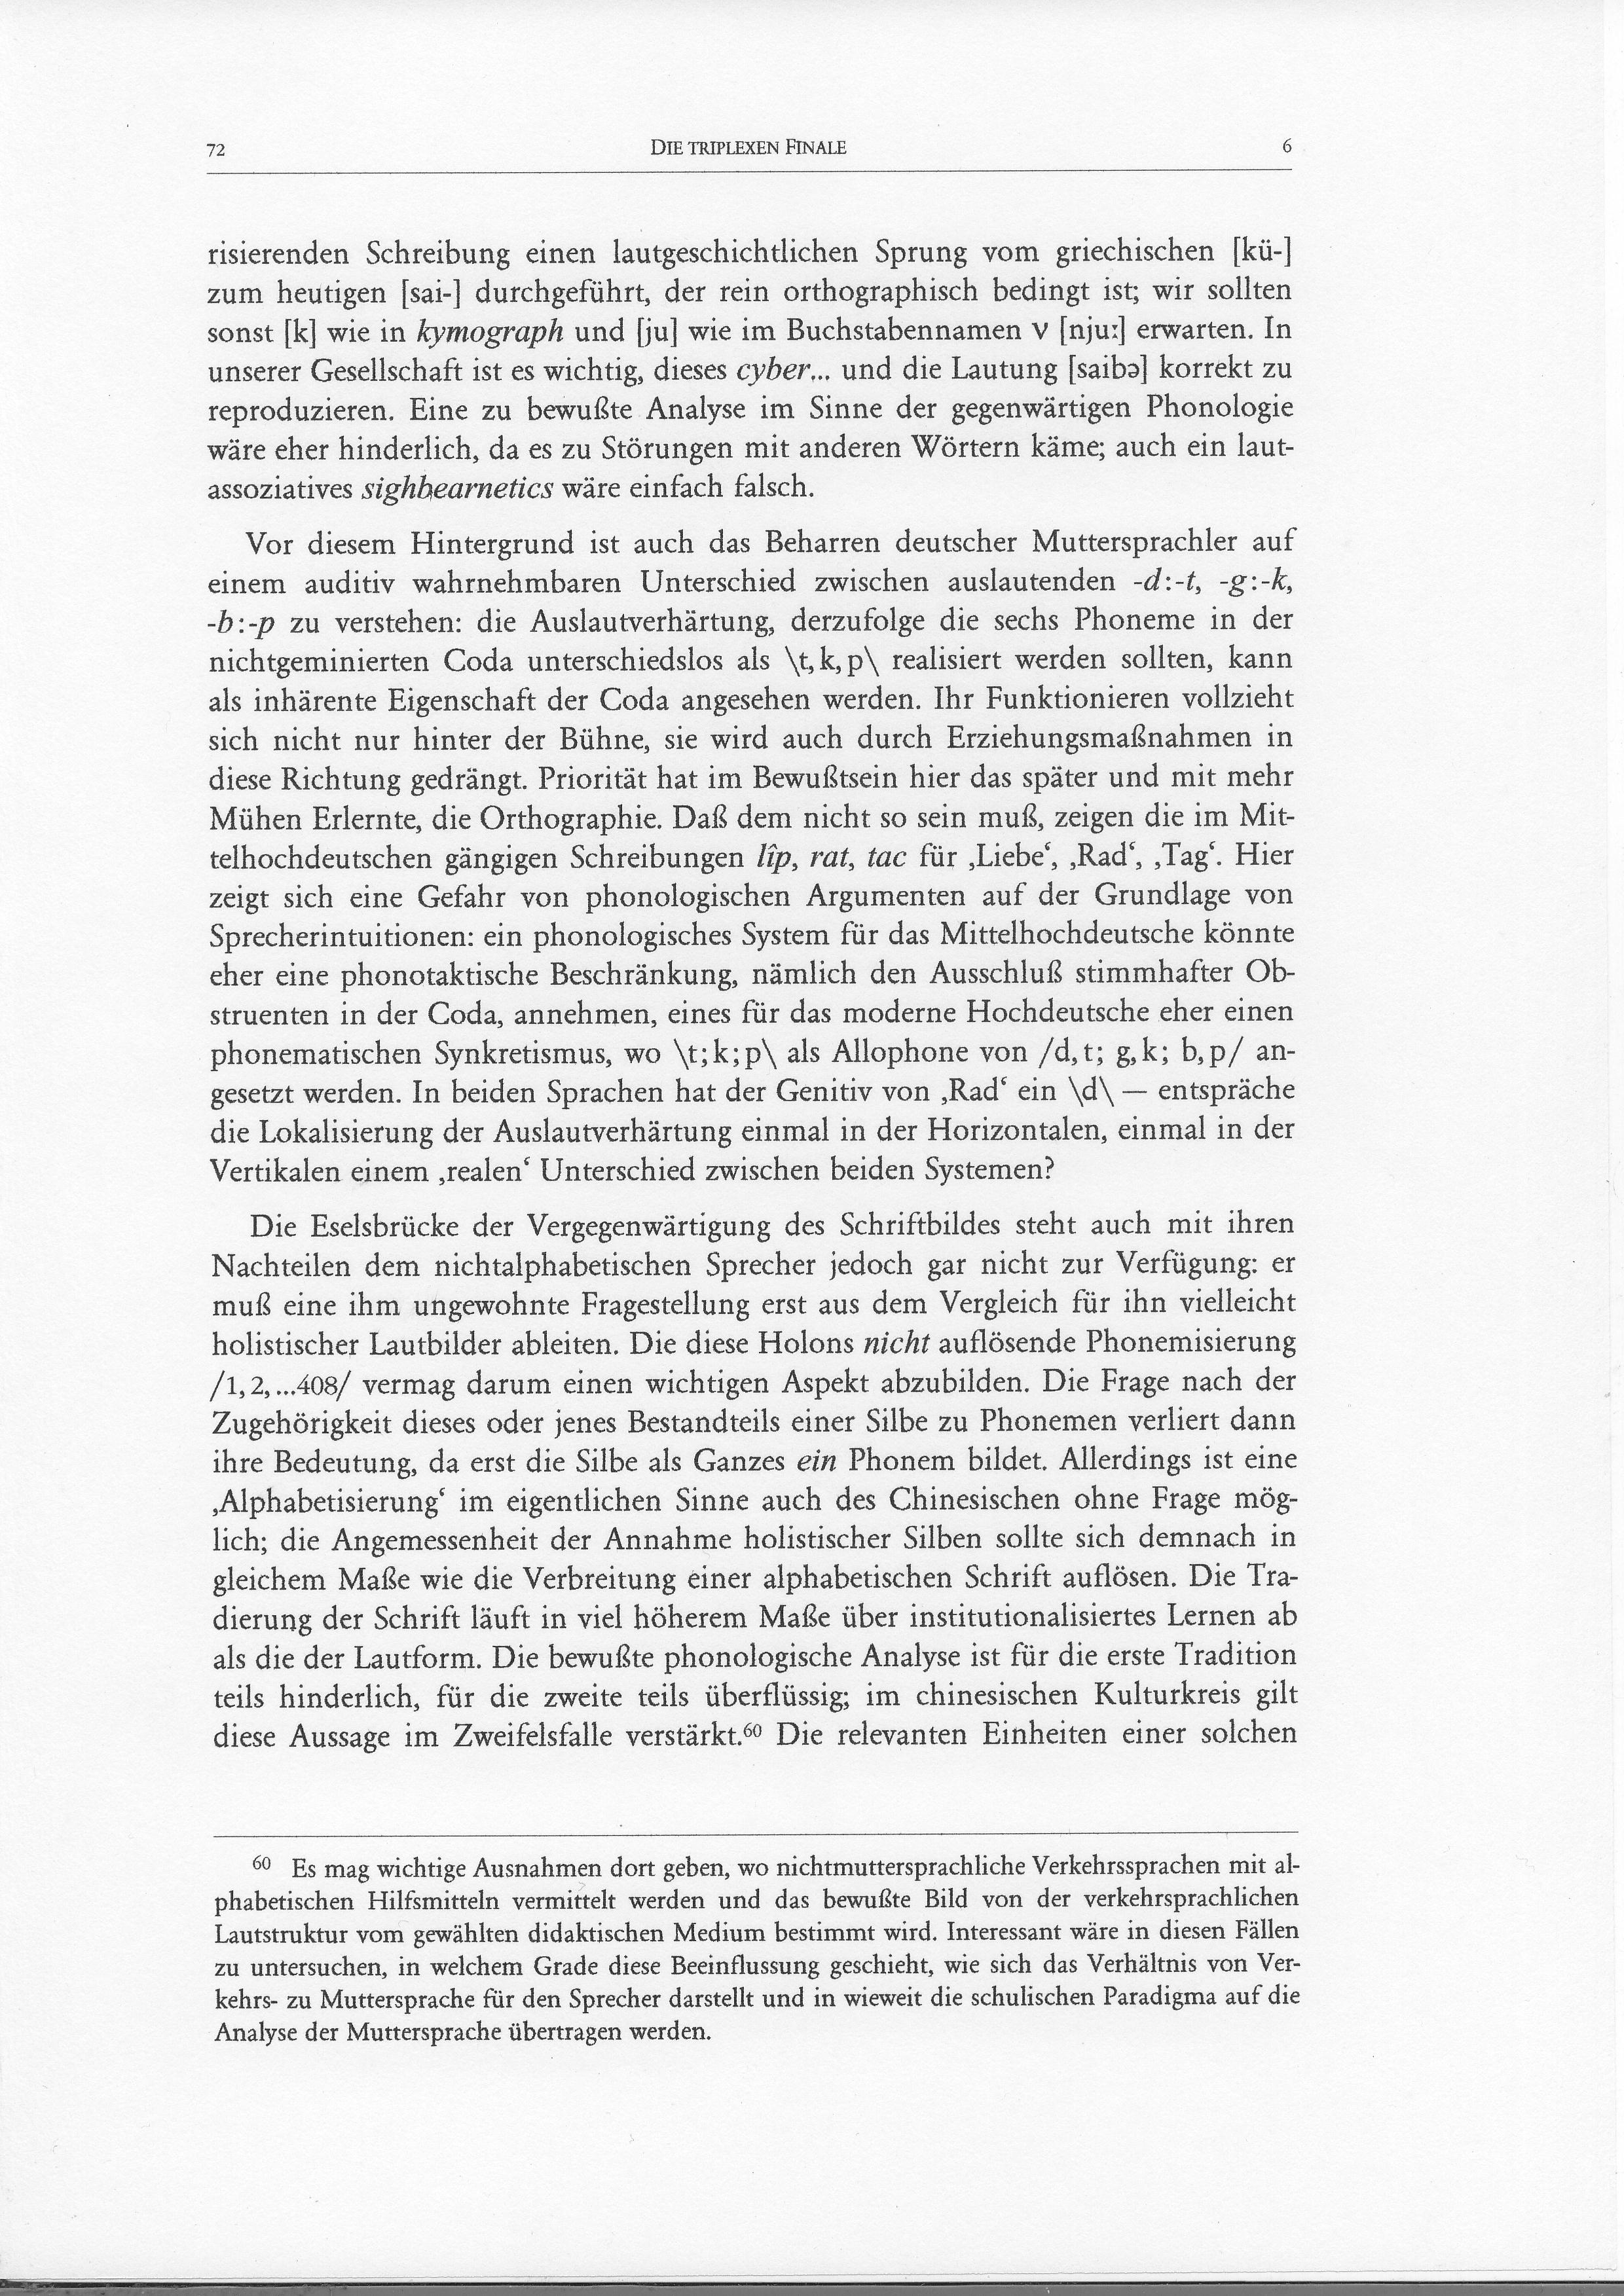 72 DIE TRIPLEXEN FINALE 6
risierenden Schreibung einen lautgeschichtlichen Sprung vom griechischen [kü-]
zum heutigen [sai-] durchgeführt, der rein orthographisch bedingt ist; wir sollten
sonst [k] wie in kymograph und [ju] wie im Buchstabennamen ν [njuː] erwarten. In
unserer Gesellschaft ist es wichtig, dieses cyber... und die Lautung [saibə] korrekt zu
reproduzieren. Eine zu bewußte Analyse im Sinne der gegenwärtigen Phonologie
wäre eher hinderlich, da es zu Störungen mit anderen Wörtern käme; auch ein laut-
assoziatives sighbearnetics wäre einfach falsch.
Vor diesem Hintergrund ist auch das Beharren deutscher Muttersprachler auf
einem auditiv wahrnehmbaren Unterschied zwischen auslautenden -d:-t, -g:-k,
-b:-p zu verstehen: die Auslautverhärtung, derzufolge die sechs Phoneme in der
nichtgeminierten Coda unterschiedslos als \t, k, p\ realisiert werden sollten, kann
als inhärente Eigenschaft der Coda angesehen werden. Ihr Funktionieren vollzieht
sich nicht nur hinter der Bühne, sie wird auch durch Erziehungsmaßnahmen in
diese Richtung gedrängt. Priorität hat im Bewußtsein hier das später und mit mehr
Mühen Erlernte, die Orthographie. Daß dem nicht so sein muß, zeigen die im Mit-
telhochdeutschen gängigen Schreibungen lîp, rat, tac für ‚Liebe‘, ‚Rad‘, ‚Tag‘. Hier
zeigt sich eine Gefahr von phonologischen Argumenten auf der Grundlage von
Sprecherintuitionen: ein phonologisches System für das Mittelhochdeutsche könnte
eher eine phonotaktische Beschränkung, nämlich den Ausschluß stimmhafter Ob-
struenten in der Coda, annehmen, eines für das moderne Hochdeutsche eher einen
phonematischen Synkretismus, wo \t; k; p\ als Allophone von /d, t; g, k; b, p/ an-
gesetzt werden. In beiden Sprachen hat der Genitiv von ‚Rad‘ ein \d\ — entspräche
die Lokalisierung der Auslautverhärtung einmal in der Horizontalen, einmal in der
Vertikalen einem ‚realen‘ Unterschied zwischen beiden Systemen?
Die Eselsbrücke der Vergegenwärtigung des Schriftbildes steht auch mit ihren
Nachteilen dem nichtalphabetischen Sprecher jedoch gar nicht zur Verfügung: er
muß eine ihm ungewohnte Fragestellung erst aus dem Vergleich für ihn vielleicht
holistischer Lautbilder ableiten. Die diese Holons nicht auflösende Phonemisierung
/1, 2, ...408/ vermag darum einen wichtigen Aspekt abzubilden. Die Frage nach der
Zugehörigkeit dieses oder jenes Bestandteils einer Silbe zu Phonemen verliert dann
ihre Bedeutung, da erst die Silbe als Ganzes ein Phonem bildet. Allerdings ist eine
‚Alphabetisierung‘ im eigentlichen Sinne auch des Chinesischen ohne Frage mög-
lich; die Angemessenheit der Annahme holistischer Silben sollte sich demnach in
gleichem Maße wie die Verbreitung einer alphabetischen Schrift auflösen. Die Tra-
dierung der Schrift läuft in viel höherem Maße über institutionalisiertes Lernen ab
als die der Lautform. Die bewußte phonologische Analyse ist für die erste Tradition
teils hinderlich, für die zweite teils überflüssig; im chinesischen Kulturkreis gilt
diese Aussage im Zweifelsfalle verstärkt.⁶⁰ Die relevanten Einheiten einer solchen
⁶⁰ Es mag wichtige Ausnahmen dort geben, wo nichtmuttersprachliche Verkehrssprachen mit al-
phabetischen Hilfsmitteln vermittelt werden und das bewußte Bild von der verkehrsprachlichen
Lautstruktur vom gewählten didaktischen Medium bestimmt wird. Interessant wäre in diesen Fällen
zu untersuchen, in welchem Grade diese Beeinflussung geschieht, wie sich das Verhältnis von Ver-
kehrs- zu Muttersprache für den Sprecher darstellt und in wieweit die schulischen Paradigma auf die
Analyse der Muttersprache übertragen werden.